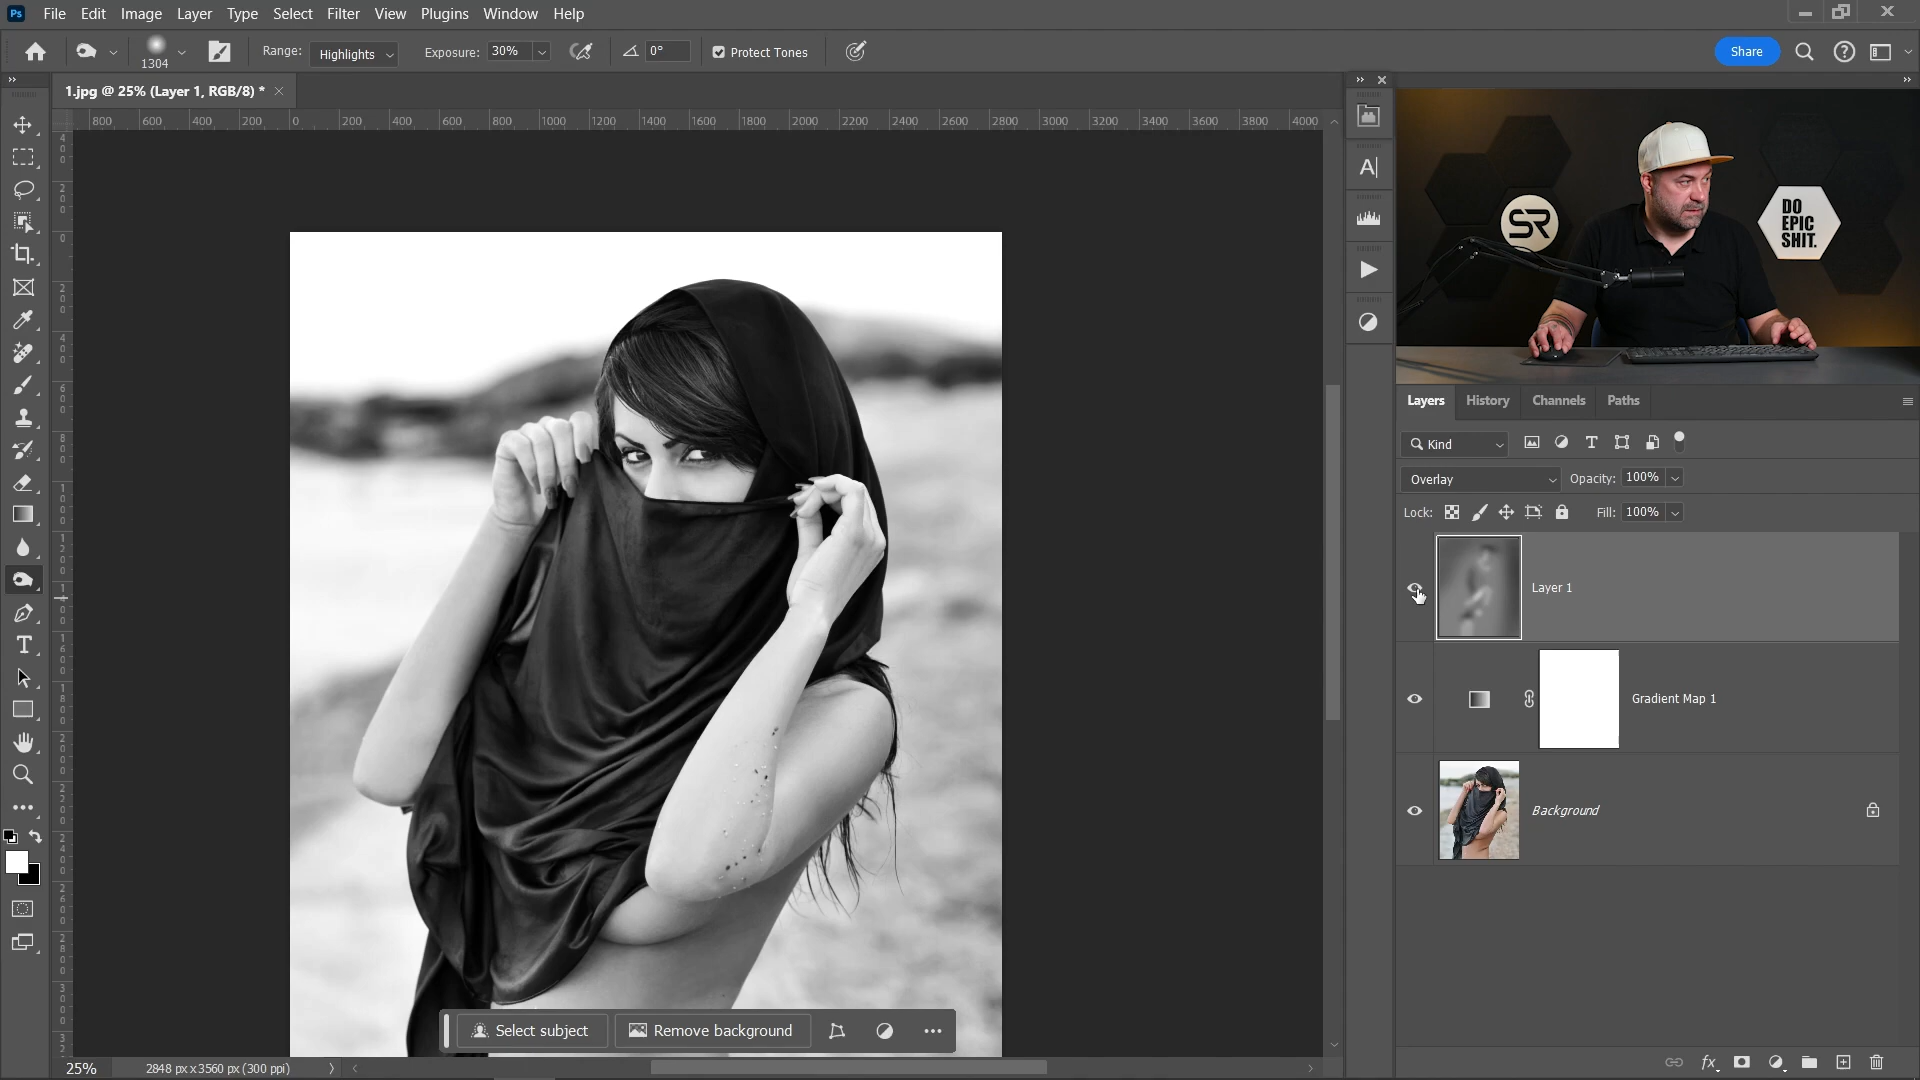 Ps File Edit Image Layer Type Select Filter View Plugins Window Help
1304 Range: Highlights Exposure: 30% 0° Protect Tones Share
1.jpg @ 25% (Layer 1, RGB/8) *
800 600 400 200 0 200 400 600 800 1000 1200 1400 1600 1800 2000 2200 2400 2600 2800 3000 3200 3400 3600 3800 4000
SR
DO
EPIC
SHIT.
Layers History Channels Paths
Kind
Overlay Opacity: 100%
Lock: Fill: 100%
Layer 1
Gradient Map 1
Background
Select subject Remove background
25% 2848 px x 3560 px (300 ppi)